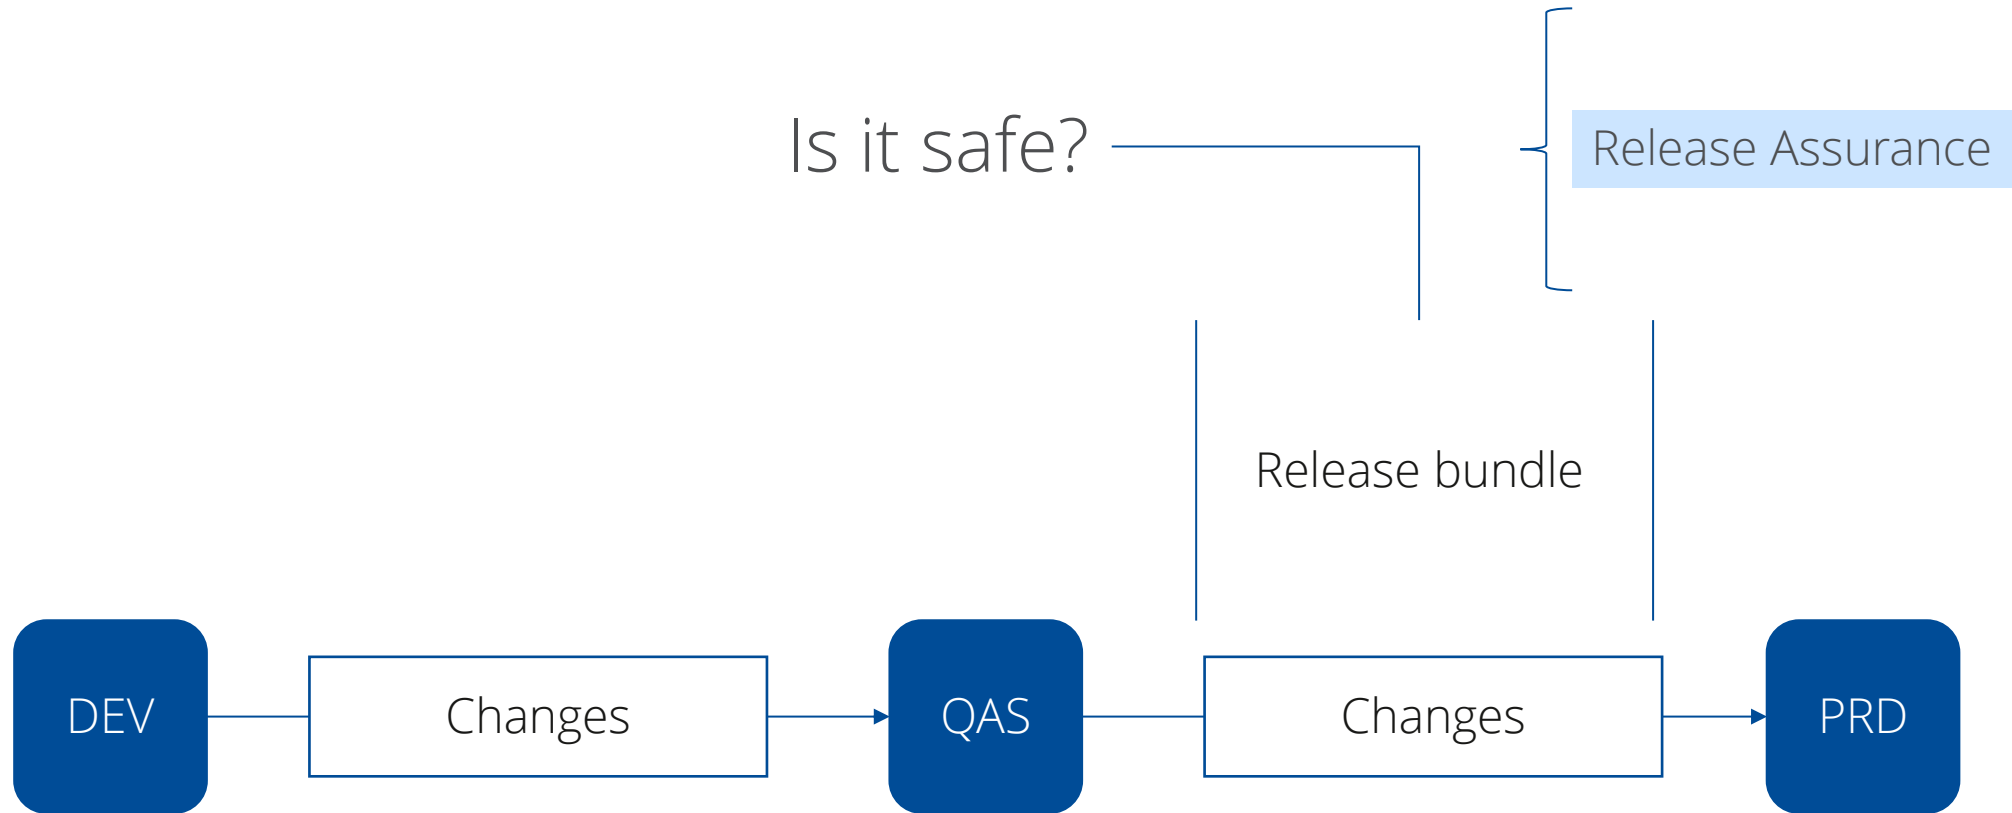 Is it safe?
Release Assurance
Release bundle
DEV
Changes
QAS
Changes
PRD